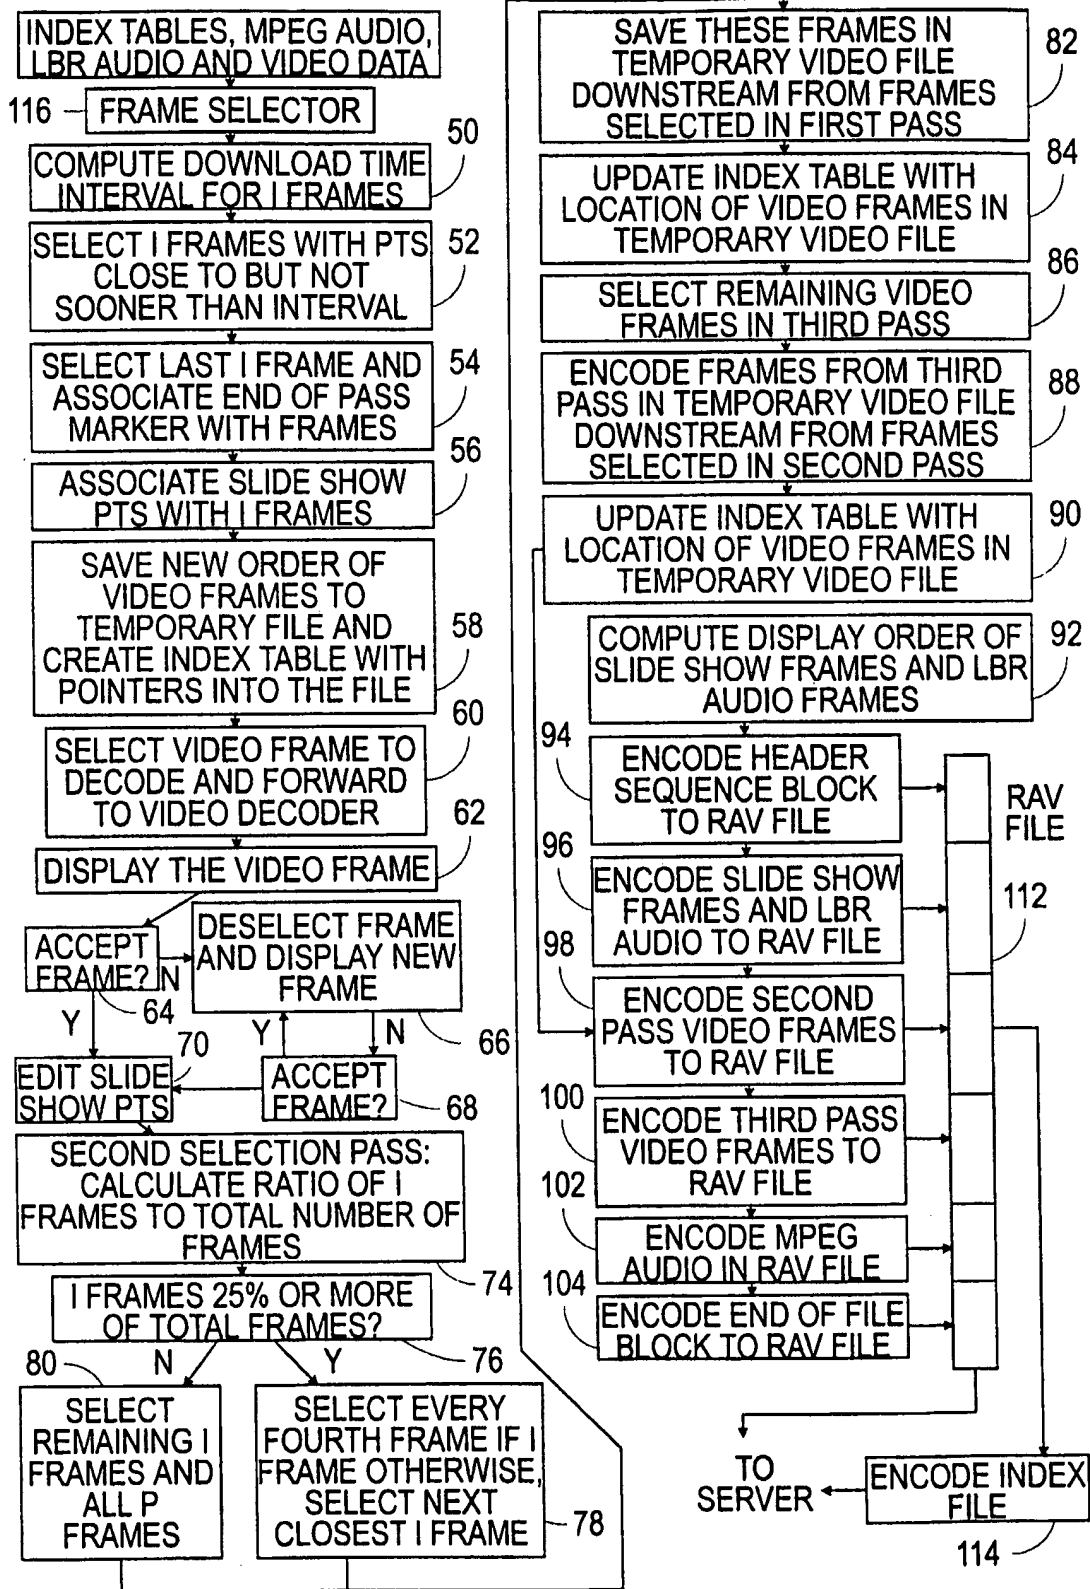 INDEX TABLES, MPEG AUDIO,
LBR AUDIO AND VIDEO DATA
116
FRAME SELECTOR
50
COMPUTE DOWNLOAD TIME
INTERVAL FOR I FRAMES
SELECT I FRAMES WITH PTS
CLOSE TO BUT NOT
SOONER THAN INTERVAL
52
SELECT LAST I FRAME AND
ASSOCIATE END OF PASS
MARKER WITH FRAMES
54
56
ASSOCIATE SLIDE SHOW
PTS WITH I FRAMES
SAVE NEW ORDER OF
VIDEO FRAMES TO
TEMPORARY FILE AND
CREATE INDEX TABLE WITH
POINTERS INTO THE FILE
58
60
SELECT VIDEO FRAME TO
DECODE AND FORWARD
TO VIDEO DECODER
62
DISPLAY THE VIDEO FRAME
ACCEPT
FRAME?
N
64
Y
DESELECT FRAME
AND DISPLAY NEW
FRAME
66
Y
N
70
EDIT SLIDE
SHOW PTS
ACCEPT
FRAME?
68
SECOND SELECTION PASS:
CALCULATE RATIO OF I
FRAMES TO TOTAL NUMBER OF
FRAMES
74
I FRAMES 25% OR MORE
OF TOTAL FRAMES?
76
N
Y
80
SELECT
REMAINING I
FRAMES AND
ALL P
FRAMES
SELECT EVERY
FOURTH FRAME IF I
FRAME OTHERWISE,
SELECT NEXT
CLOSEST I FRAME
78
SAVE THESE FRAMES IN
TEMPORARY VIDEO FILE
DOWNSTREAM FROM FRAMES
SELECTED IN FIRST PASS
82
UPDATE INDEX TABLE WITH
LOCATION OF VIDEO FRAMES IN
TEMPORARY VIDEO FILE
84
86
SELECT REMAINING VIDEO
FRAMES IN THIRD PASS
ENCODE FRAMES FROM THIRD
PASS IN TEMPORARY VIDEO FILE
DOWNSTREAM FROM FRAMES
SELECTED IN SECOND PASS
88
UPDATE INDEX TABLE WITH
LOCATION OF VIDEO FRAMES IN
TEMPORARY VIDEO FILE
90
COMPUTE DISPLAY ORDER OF
SLIDE SHOW FRAMES AND LBR
AUDIO FRAMES
92
94
ENCODE HEADER
SEQUENCE BLOCK
TO RAV FILE
RAV
FILE
96
ENCODE SLIDE SHOW
FRAMES AND LBR
AUDIO TO RAV FILE
112
98
ENCODE SECOND
PASS VIDEO FRAMES
TO RAV FILE
100
ENCODE THIRD PASS
VIDEO FRAMES TO
RAV FILE
102
ENCODE MPEG
AUDIO IN RAV FILE
104
ENCODE END OF FILE
BLOCK TO RAV FILE
TO
SERVER
ENCODE INDEX
FILE
114